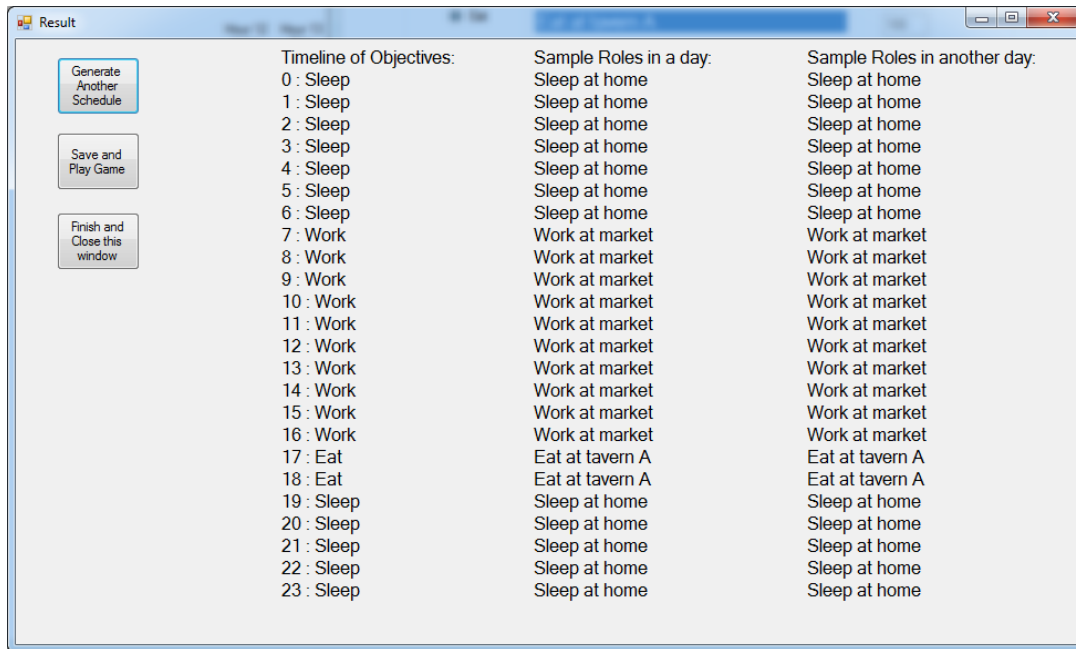 Result
Generate
Another
Schedule
Save and
Play Game
Finish and
Close this
window
Timeline of Objectives: Sample Roles in a day: Sample Roles in another day:
0 : Sleep Sleep at home Sleep at home
1 : Sleep Sleep at home Sleep at home
2 : Sleep Sleep at home Sleep at home
3 : Sleep Sleep at home Sleep at home
4 : Sleep Sleep at home Sleep at home
5 : Sleep Sleep at home Sleep at home
6 : Sleep Sleep at home Sleep at home
7 : Work Work at market Work at market
8 : Work Work at market Work at market
9 : Work Work at market Work at market
10 : Work Work at market Work at market
11 : Work Work at market Work at market
12 : Work Work at market Work at market
13 : Work Work at market Work at market
14 : Work Work at market Work at market
15 : Work Work at market Work at market
16 : Work Work at market Work at market
17 : Eat Eat at tavern A Eat at tavern A
18 : Eat Eat at tavern A Eat at tavern A
19 : Sleep Sleep at home Sleep at home
20 : Sleep Sleep at home Sleep at home
21 : Sleep Sleep at home Sleep at home
22 : Sleep Sleep at home Sleep at home
23 : Sleep Sleep at home Sleep at home